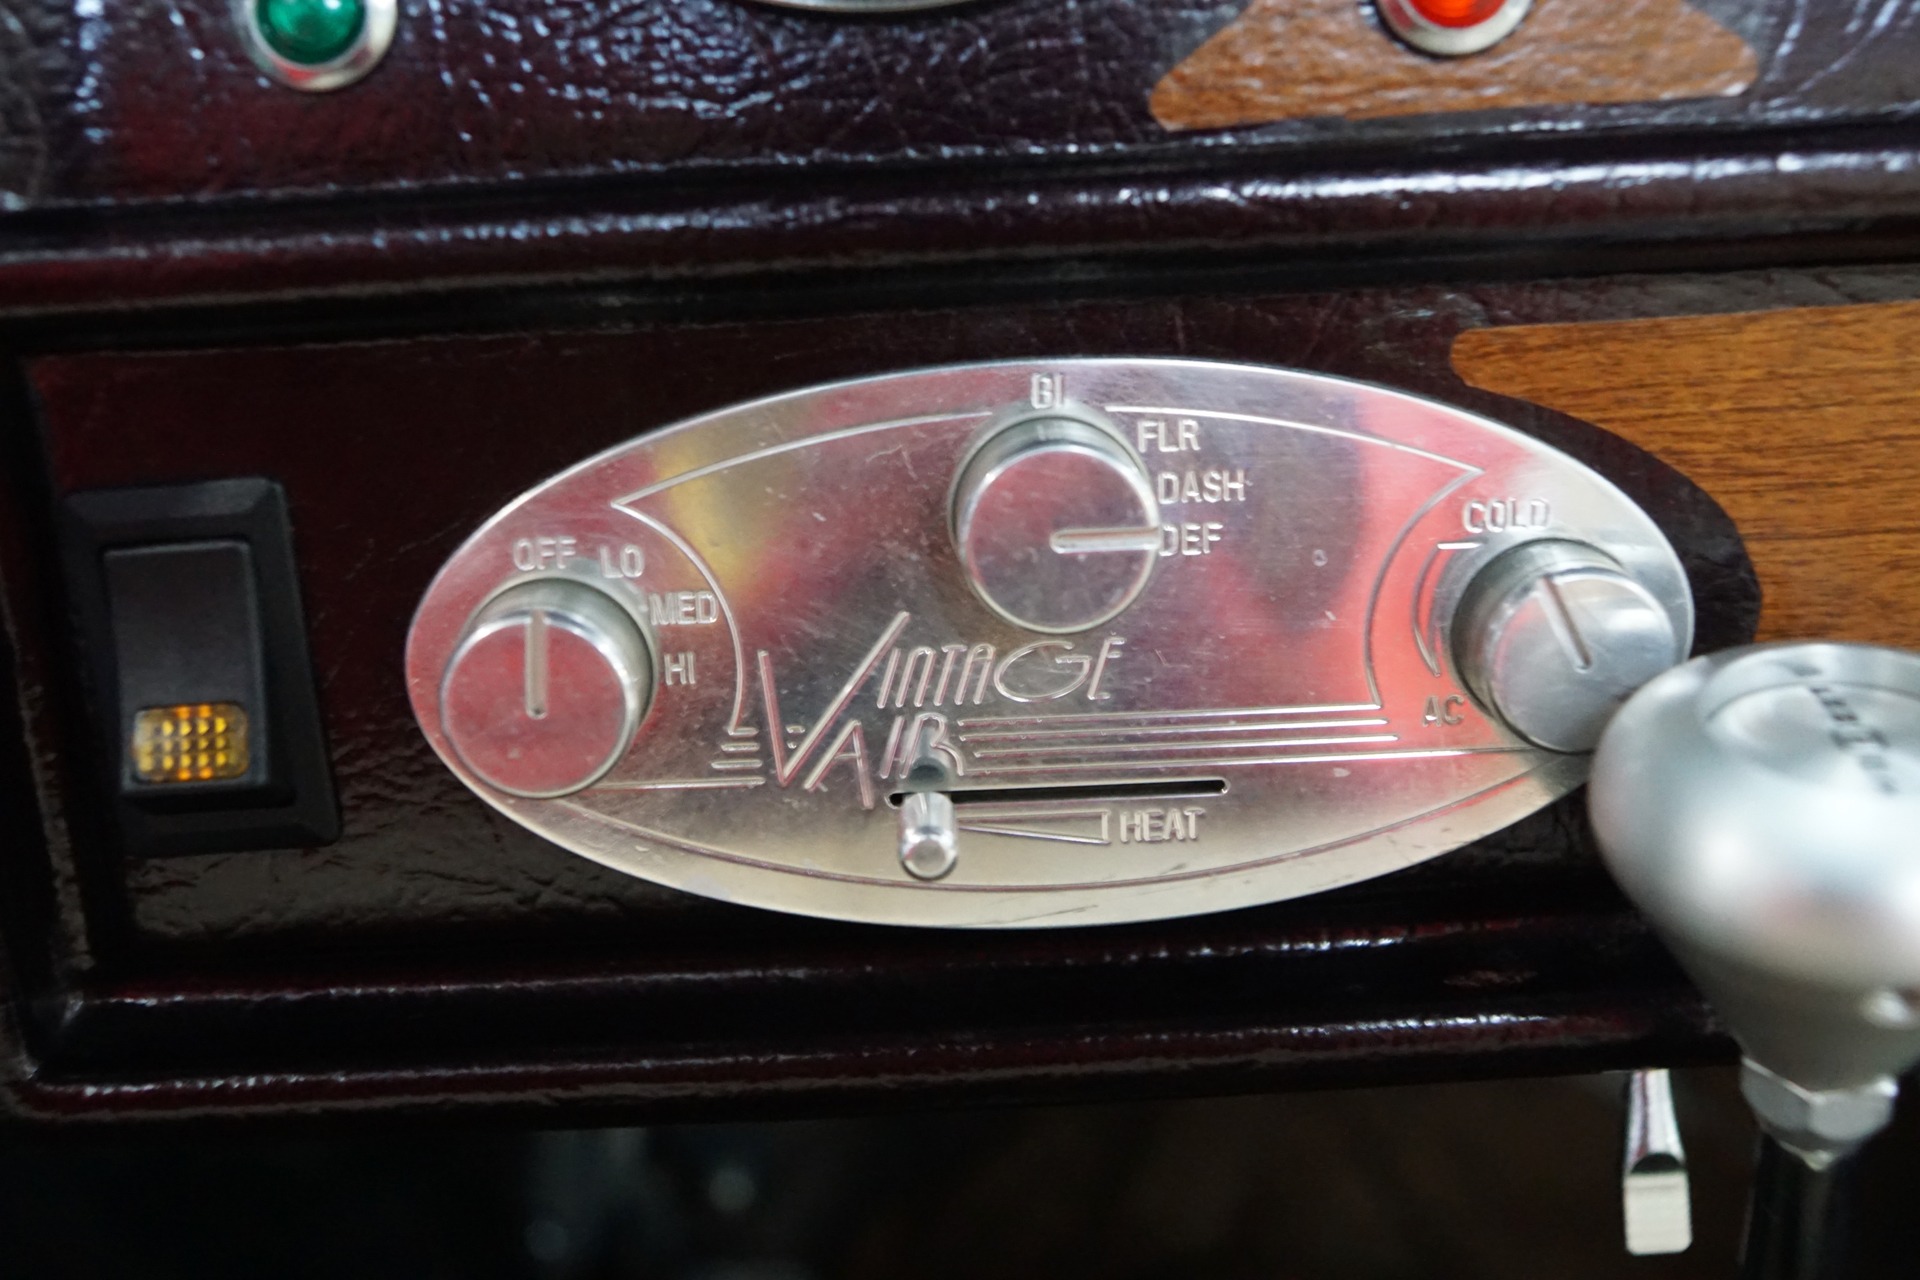 BI
FLR
DASH
DEF
COLD
AC
OFF LO
MED
HI
VINTAGE
AIR
HEAT